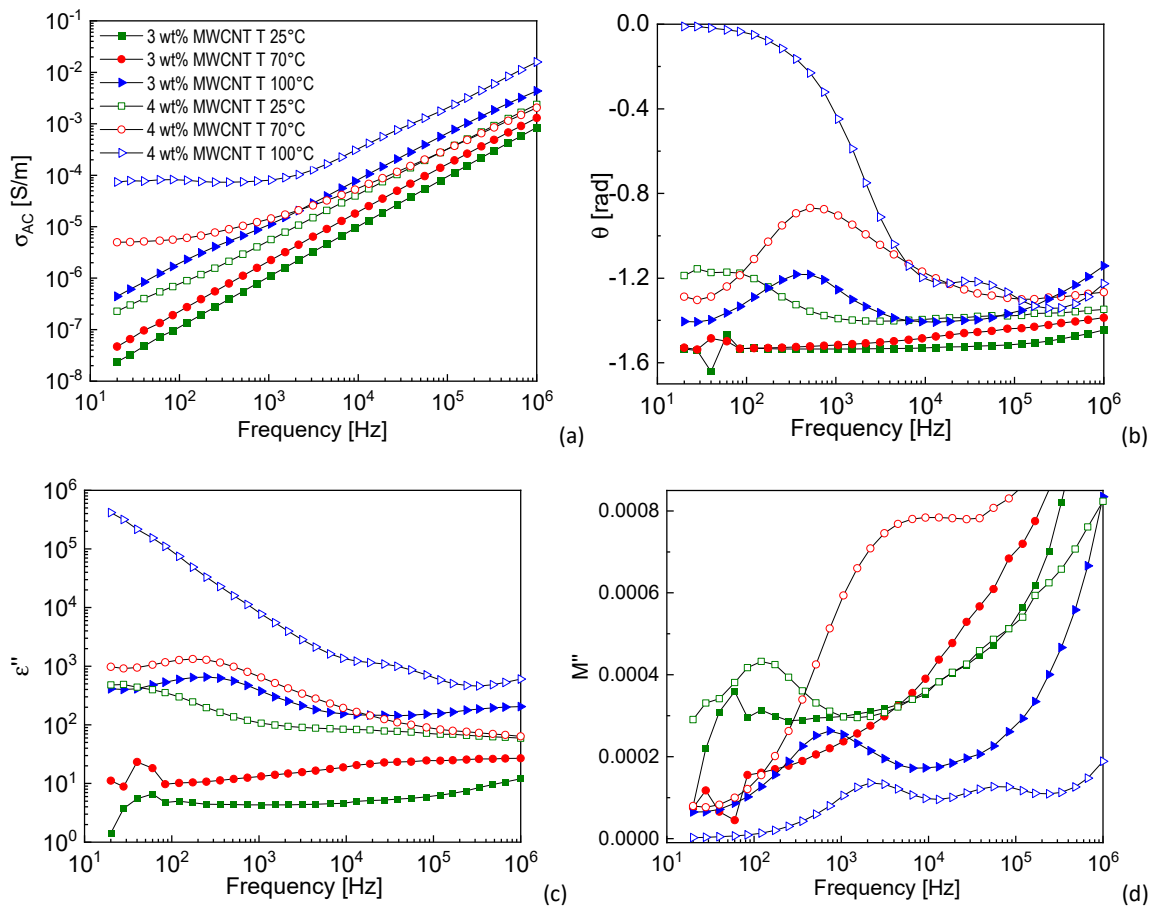 10⁻¹
10⁻²
10⁻³
10⁻⁴
10⁻⁵
10⁻⁶
10⁻⁷
10⁻⁸
σAC [S/m]
3 wt% MWCNT T 25°C
3 wt% MWCNT T 70°C
3 wt% MWCNT T 100°C
4 wt% MWCNT T 25°C
4 wt% MWCNT T 70°C
4 wt% MWCNT T 100°C
10¹ 10² 10³ 10⁴ 10⁵ 10⁶
Frequency [Hz]
(a)
0.0
-0.4
-0.8
-1.2
-1.6
θ [rad]
10¹ 10² 10³ 10⁴ 10⁵ 10⁶
Frequency [Hz]
(b)
10⁶
10⁵
10⁴
10³
10²
10¹
10⁰
ε''
10¹ 10² 10³ 10⁴ 10⁵ 10⁶
Frequency [Hz]
(c)
0.0008
0.0006
0.0004
0.0002
0.0000
M''
10¹ 10² 10³ 10⁴ 10⁵ 10⁶
Frequency [Hz]
(d)